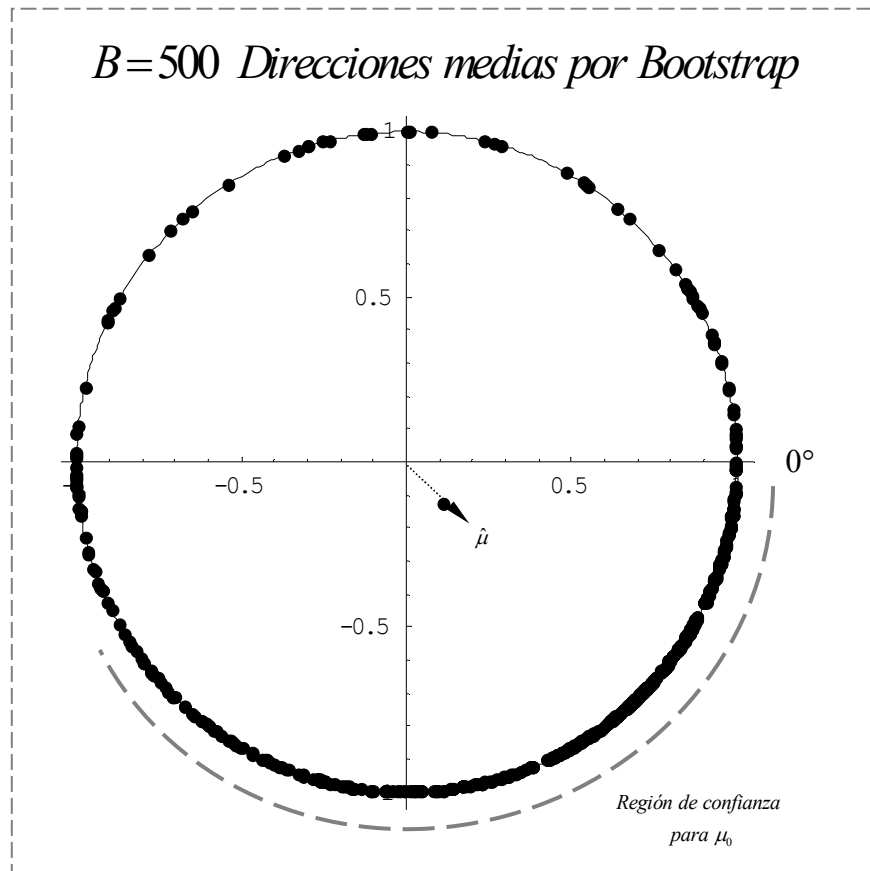 B=500 Direcciones medias por Bootstrap
1
0.5
0°
−0.5
0.5
μ̂
−0.5
Región de confianza
para μ₀